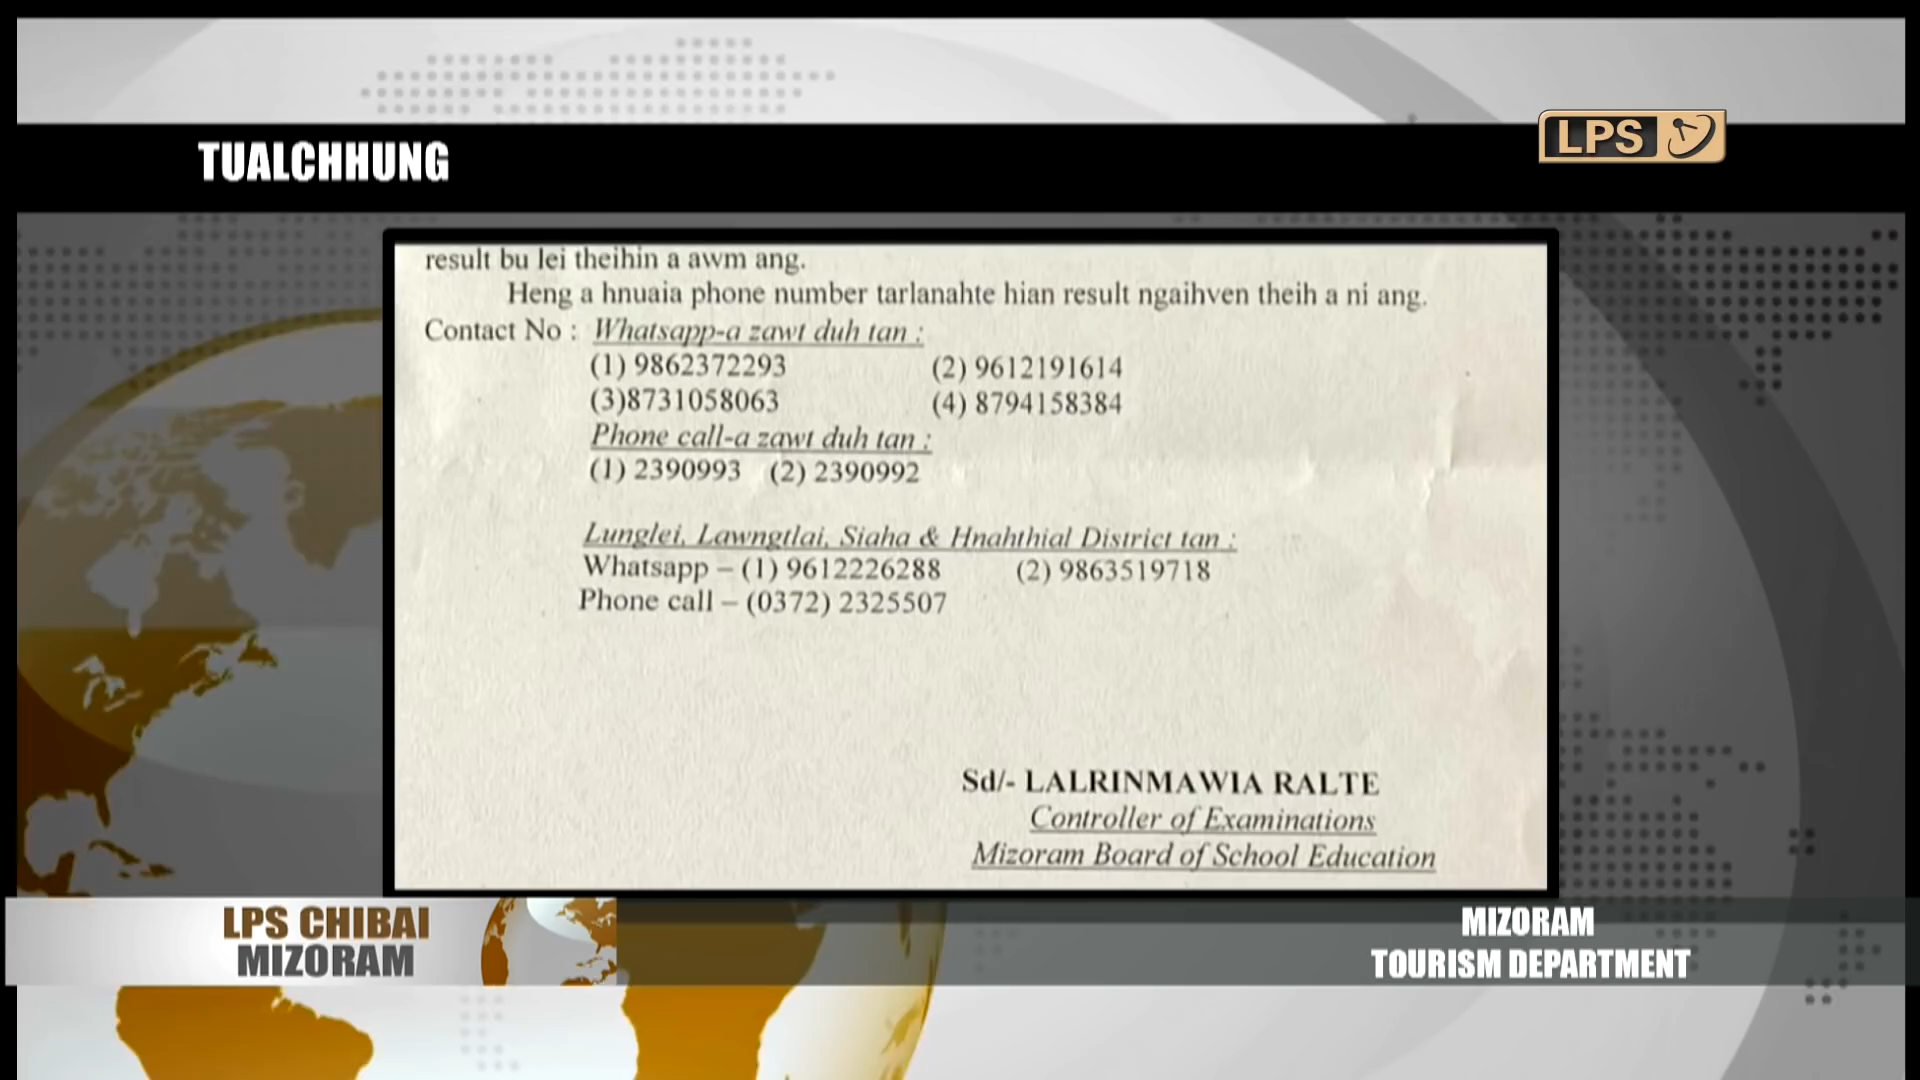 TUALCHHUNG
LPS
result bu lei theihin a awm ang.
Heng a hnuaia phone number tarlanahte hian result ngaihven theih a ni ang.
Contact No : Whatsapp-a zawt duh tan :
(1) 9862372293 (2) 9612191614
(3)8731058063 (4) 8794158384
Phone call-a zawt duh tan :
(1) 2390993 (2) 2390992
Lunglei, Lawngtlai, Siaha & Hnahthial District tan :
Whatsapp – (1) 9612226288 (2) 9863519718
Phone call – (0372) 2325507
Sd/- LALRINMAWIA RALTE
Controller of Examinations
Mizoram Board of School Education
LPS CHIBAI
MIZORAM
MIZORAM
TOURISM DEPARTMENT